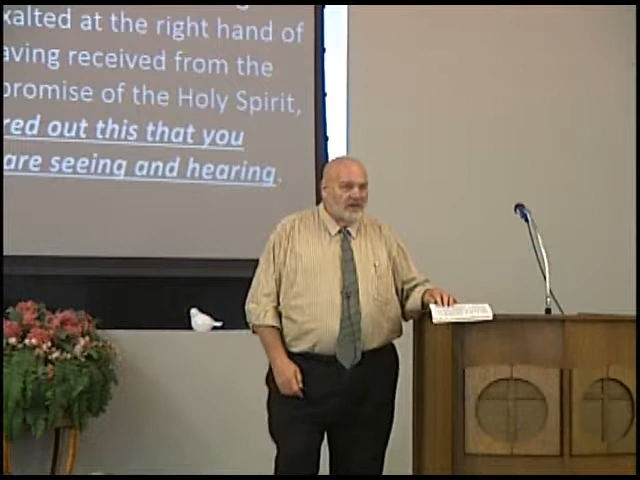 xalted at the right hand of
aving received from the
promise of the Holy Spirit,
red out this that you
are seeing and hearing.